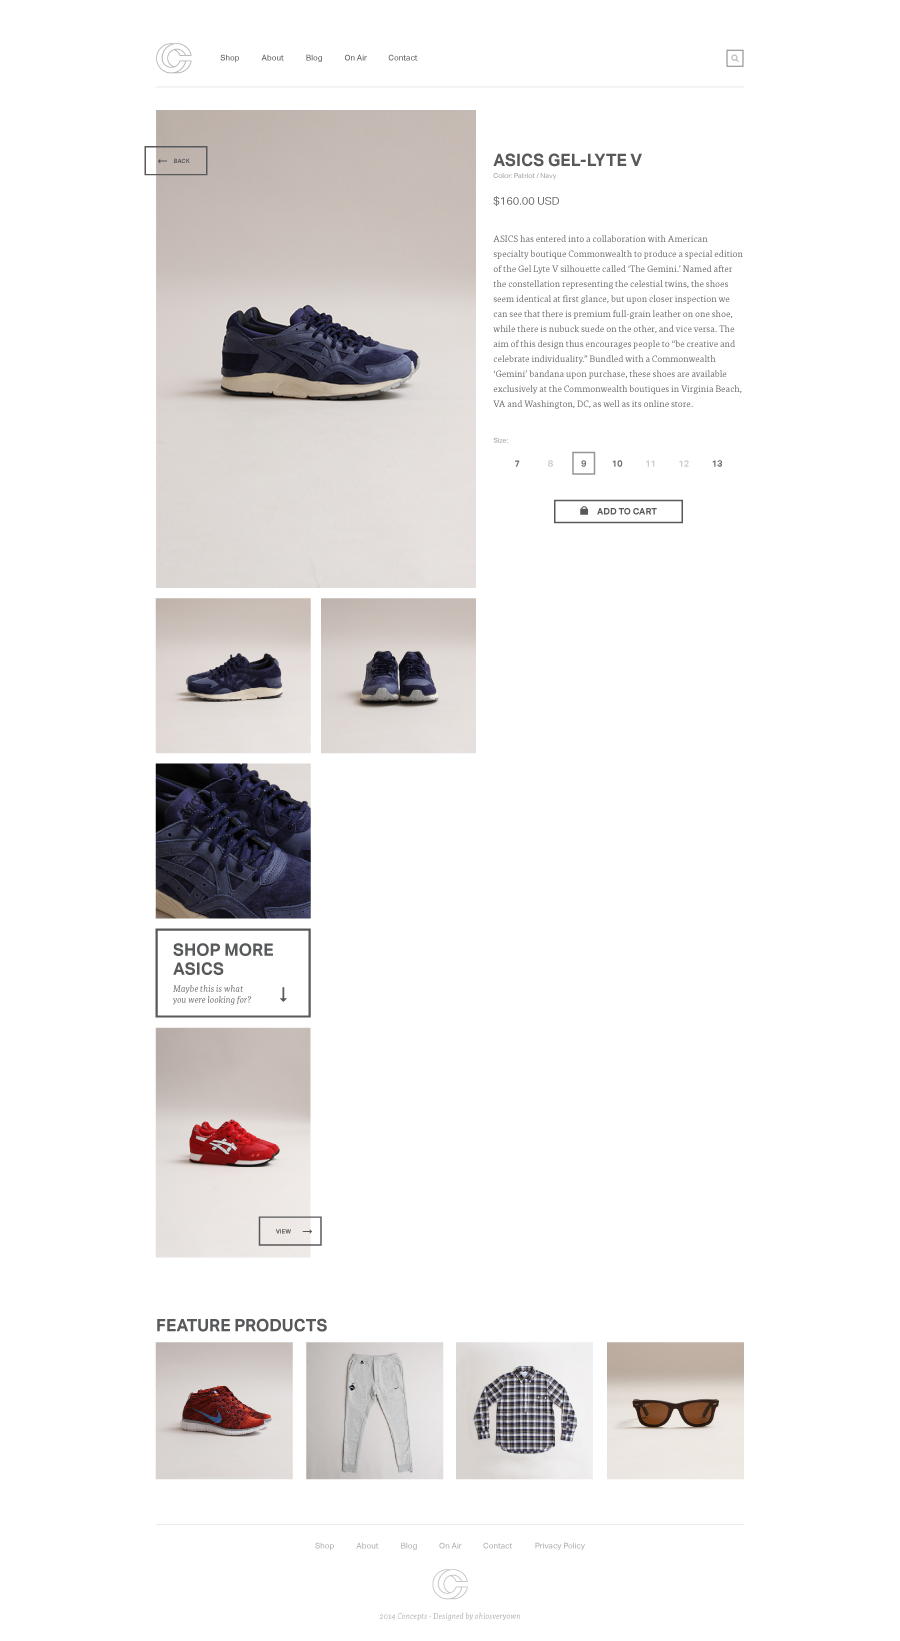 Shop About Blog On Air Contact
BACK
ASICS GEL-LYTE V
Color: Patriot / Navy
$160.00 USD
ASICS has entered into a collaboration with American
specialty boutique Commonwealth to produce a special edition
of the Gel Lyte V silhouette called ‘The Gemini.’ Named after
the constellation representing the celestial twins, the shoes
seem identical at first glance, but upon closer inspection we
can see that there is premium full-grain leather on one shoe,
while there is nubuck suede on the other, and vice versa. The
aim of this design thus encourages people to “be creative and
celebrate individuality.” Bundled with a Commonwealth
‘Gemini’ bandana upon purchase, these shoes are available
exclusively at the Commonwealth boutiques in Virginia Beach,
VA and Washington, DC, as well as its online store.
Size:
7 8 9 10 11 12 13
ADD TO CART
SHOP MORE
ASICS
Maybe this is what
you were looking for?
VIEW
FEATURE PRODUCTS
Shop About Blog On Air Contact Privacy Policy
2014 Concepts - Designed by ohiosveryown